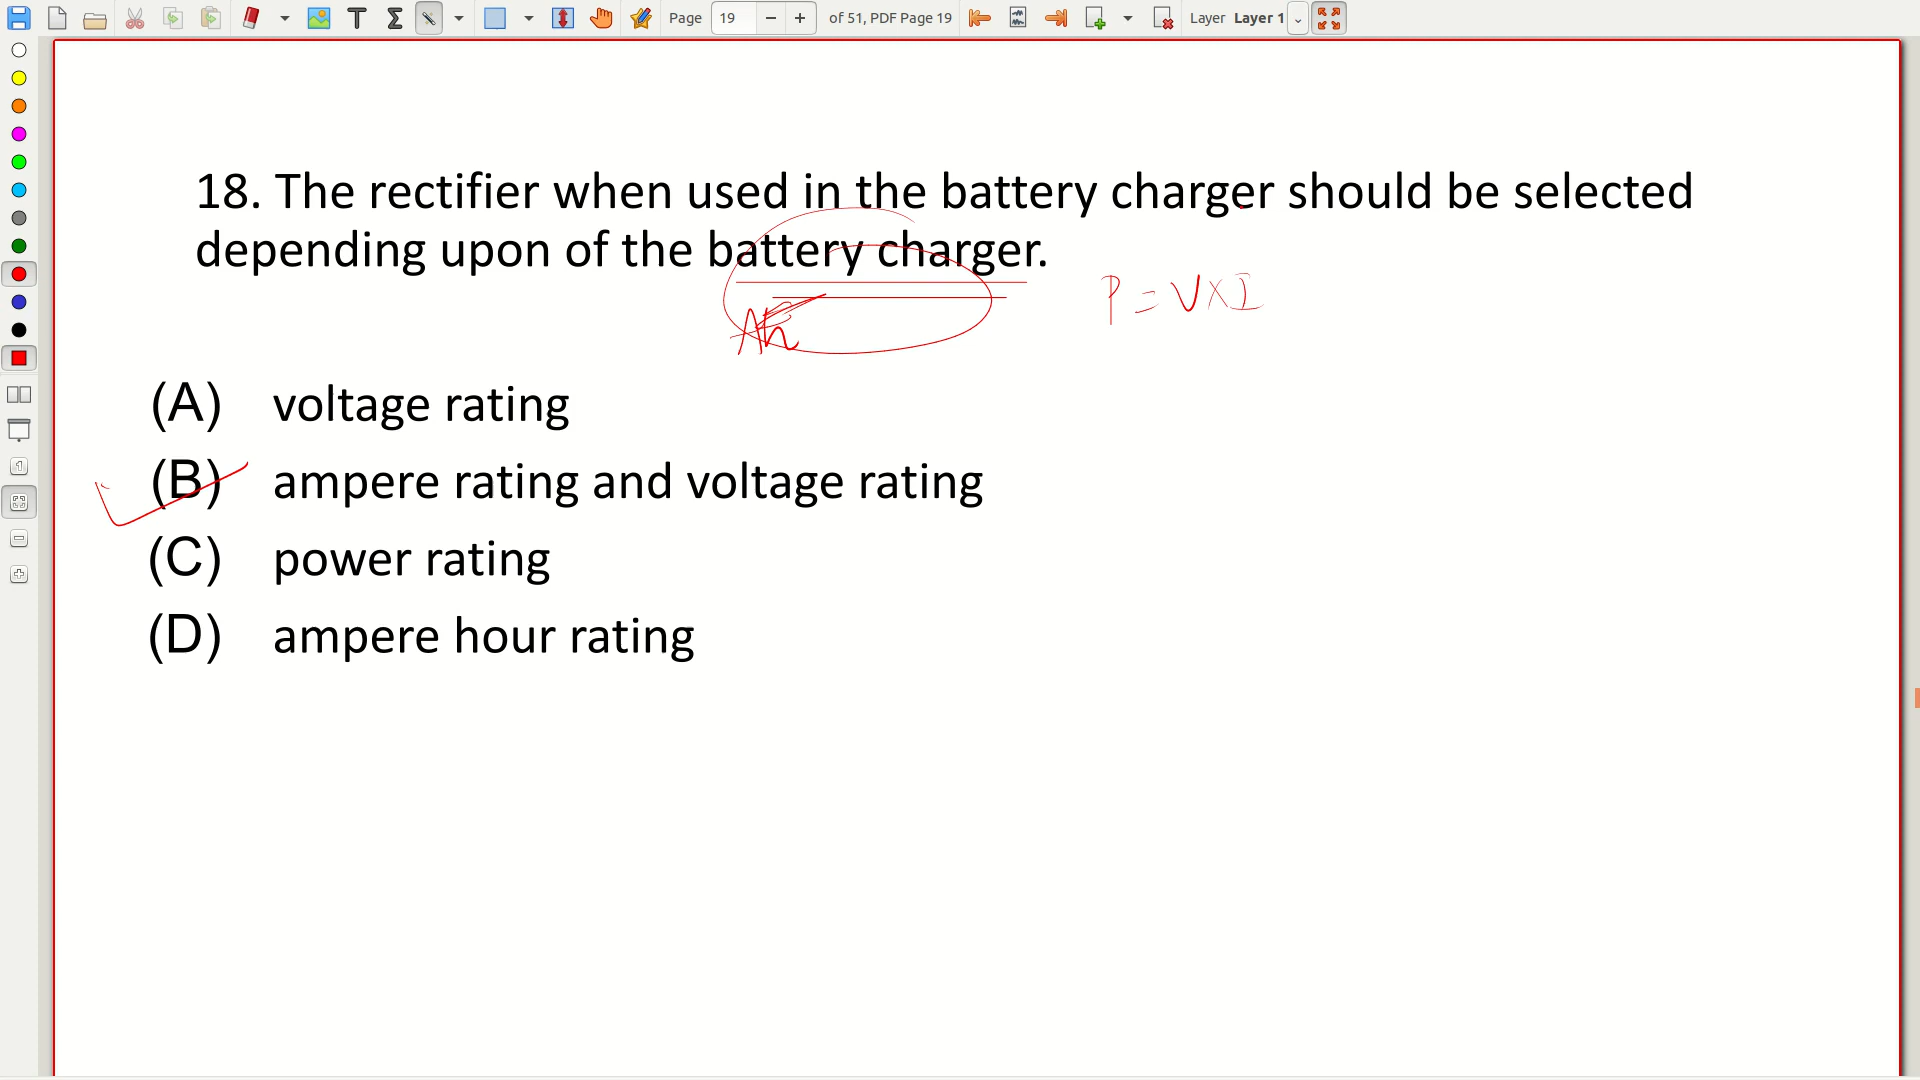 Page 19 of 51, PDF Page 19 Layer Layer 1
18. The rectifier when used in the battery charger should be selected
depending upon of the battery charger.
P = V X I
Ah
(A) voltage rating
(B) ampere rating and voltage rating
(C) power rating
(D) ampere hour rating